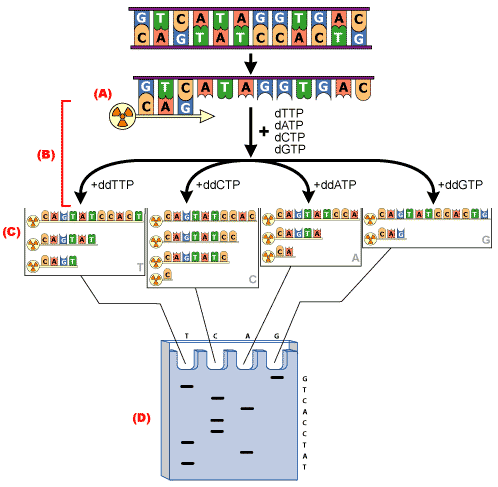 G T C A T A G G T G A C
C A G T A T C C A C T G
(A)
G T C A T A G G T G A C
C A G
+
dTTP
dATP
dCTP
dGTP
(B)
+ddTTP
+ddCTP
+ddATP
+ddGTP
(C)
C A G T A T C C A C T
C A G T A T
C A G T
T
C A G T A T C C A C
C A G T A T C C
C A G T A T C
C
C
C A G T A T C C A
C A G T A
C A
A
C A G T A T C C A C T G
C A G
G
T C A G
(D)
G
T
C
A
C
C
T
A
T